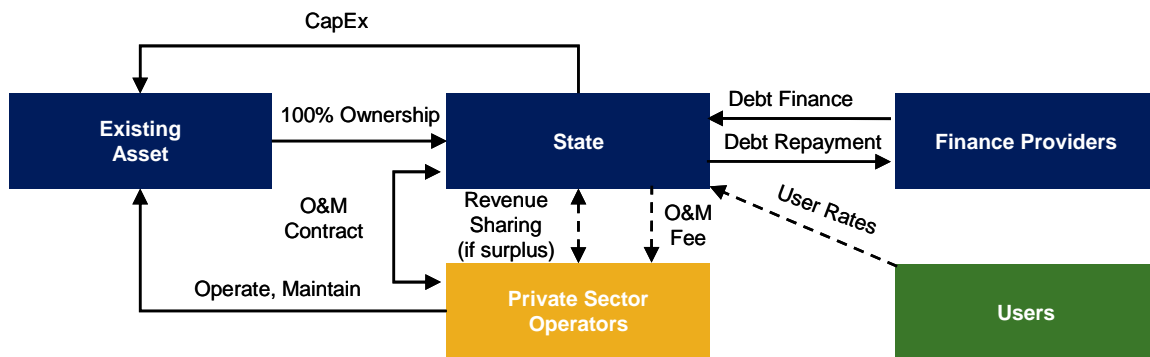 CapEx
Existing
Asset
100% Ownership
State
Debt Finance
Debt Repayment
Finance Providers
O&M
Contract
Revenue
Sharing
(if surplus)
O&M
Fee
User Rates
Operate, Maintain
Private Sector
Operators
Users